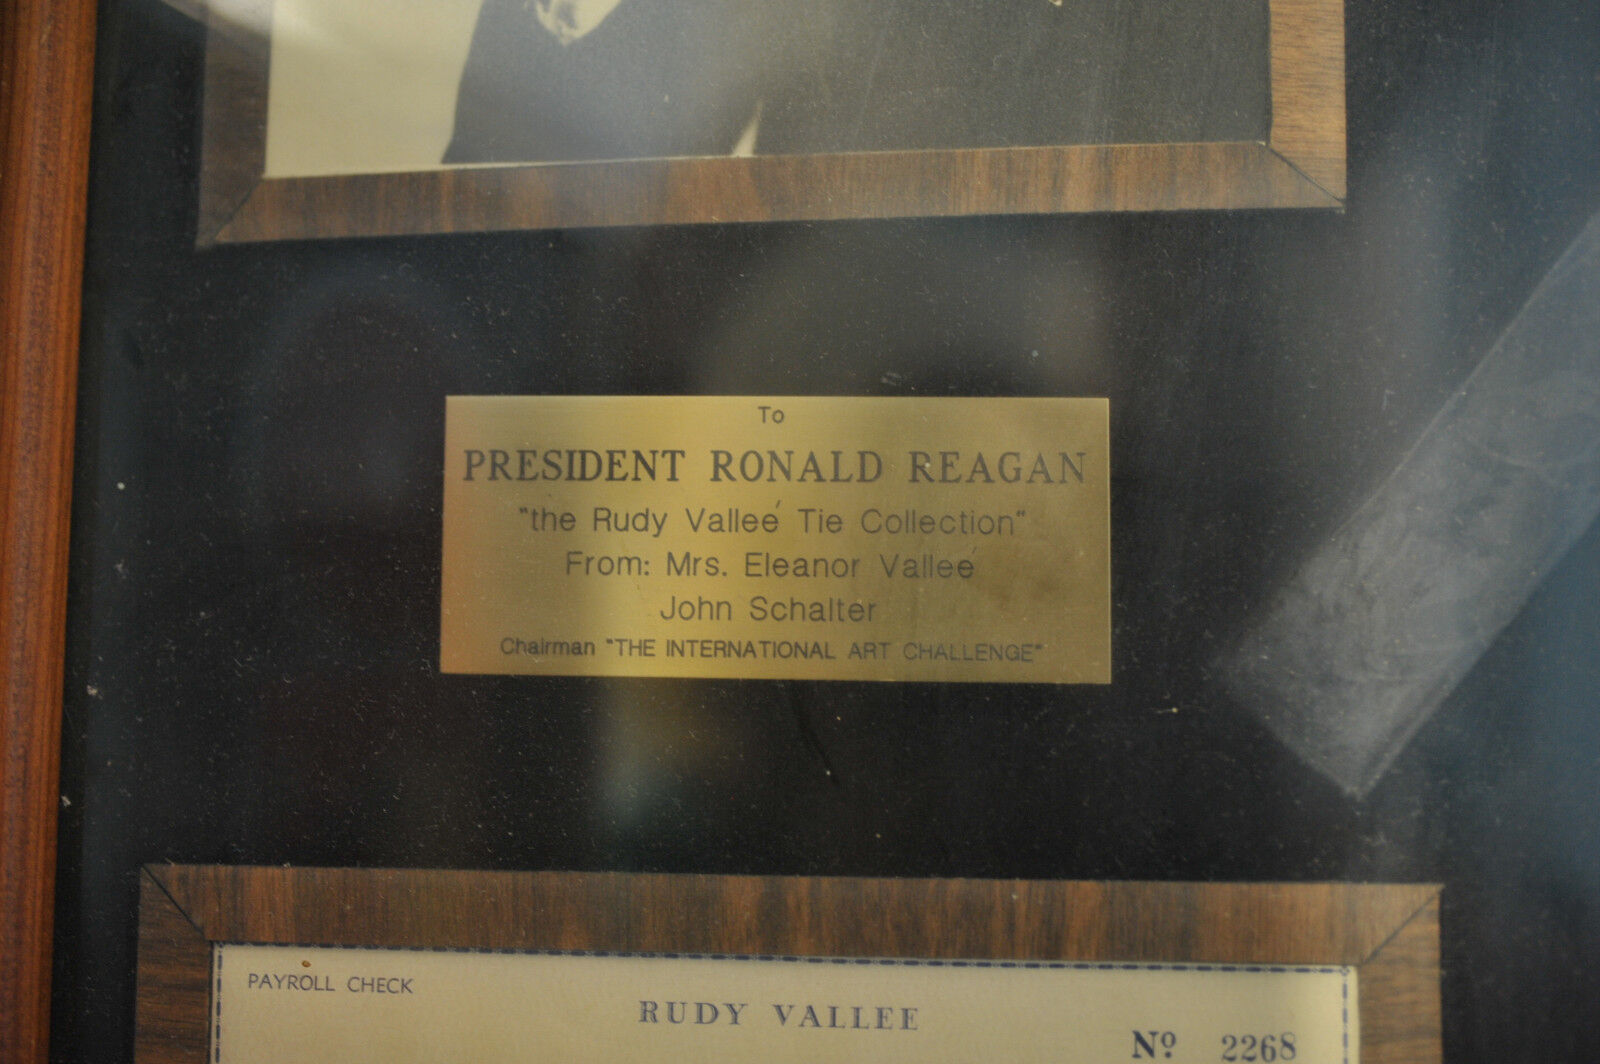 To
PRESIDENT RONALD REAGAN
"the Rudy Valleé Tie Collection"
From: Mrs. Eleanor Vallee
John Schalter
Chairman "THE INTERNATIONAL ART CHALLENGE"
PAYROLL CHECK
RUDY VALLEE
Nº 2268